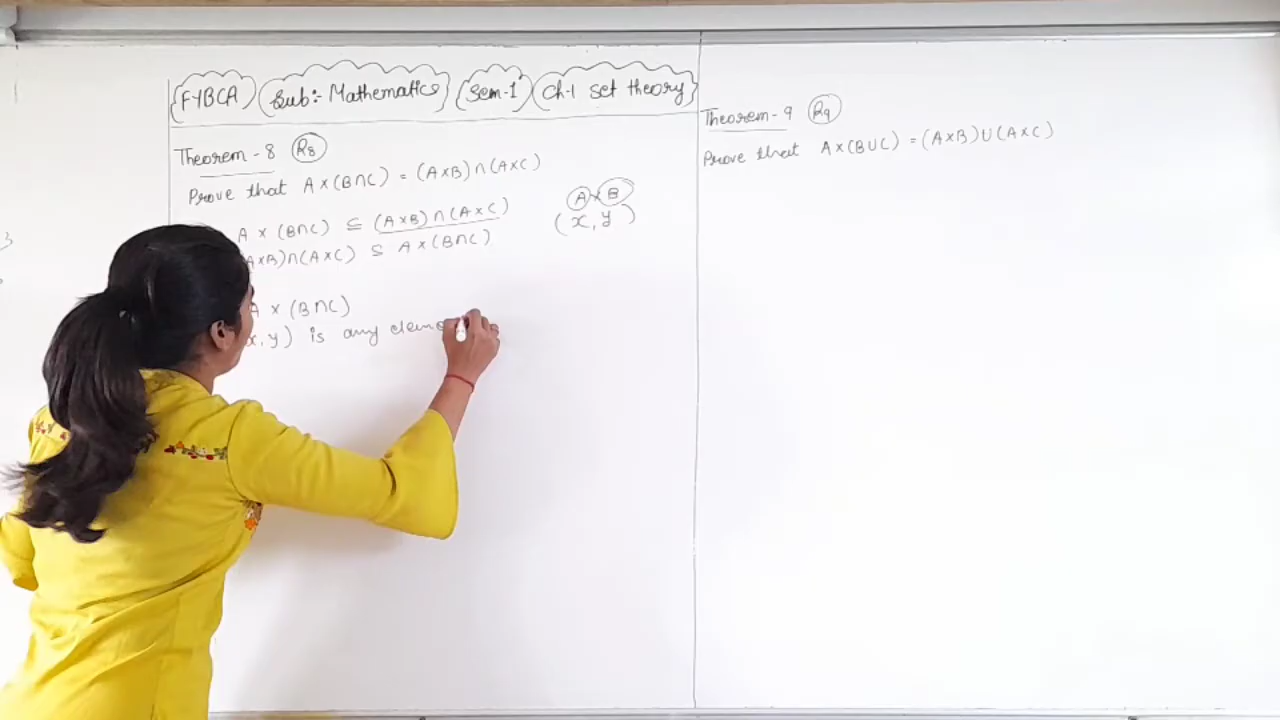 FYBCA Sub:- Mathematics Sem-1 Ch-1 set theory
Theorem-8 R8
Prove that A×(B∩C) = (A×B)∩(A×C)
A × (B∩C) ⊆ (A×B)∩(A×C)
A×B)∩(A×C) ⊆ A×(B∩C)
A×B
(x, y)
A × (B∩C)
x, y) is any eleme
Theorem-9 R9
Prove that A×(B∪C) = (A×B)∪(A×C)